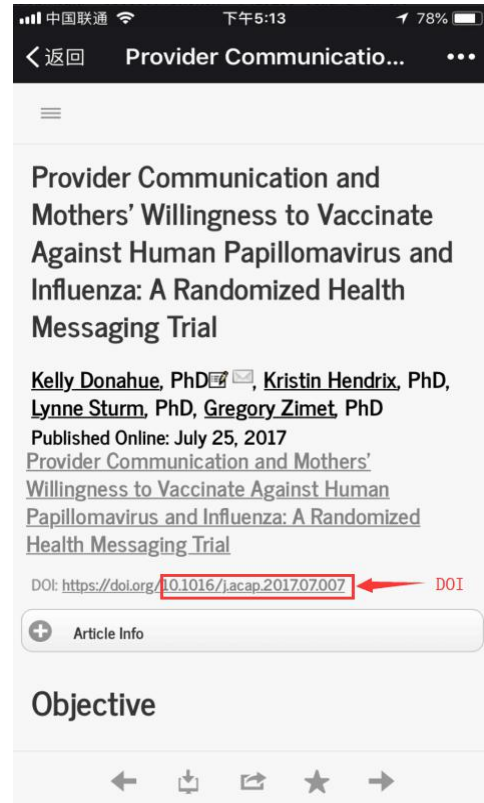 中国联通 下午5:13 78%
返回 Provider Communicatio...
Provider Communication and
Mothers' Willingness to Vaccinate
Against Human Papillomavirus and
Influenza: A Randomized Health
Messaging Trial
Kelly Donahue, PhD, Kristin Hendrix, PhD,
Lynne Sturm, PhD, Gregory Zimet, PhD
Published Online: July 25, 2017
Provider Communication and Mothers'
Willingness to Vaccinate Against Human
Papillomavirus and Influenza: A Randomized
Health Messaging Trial
DOI: https://doi.org/10.1016/j.acap.2017.07.007 DOI
Article Info
Objective